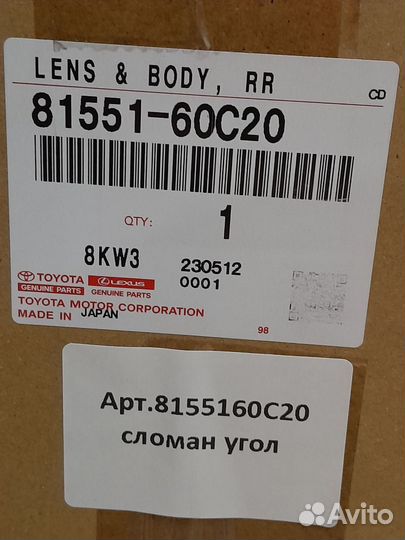 LENS & BODY, RR
CD
81551-60C20
QTY: 1
8KW3 230512
TOYOTA LEXUS 0001
GENUINE PARTS GENUINE PARTS
TOYOTA MOTOR CORPORATION
MADE IN JAPAN
98
Арт.8155160C20
сломан угол
Avito